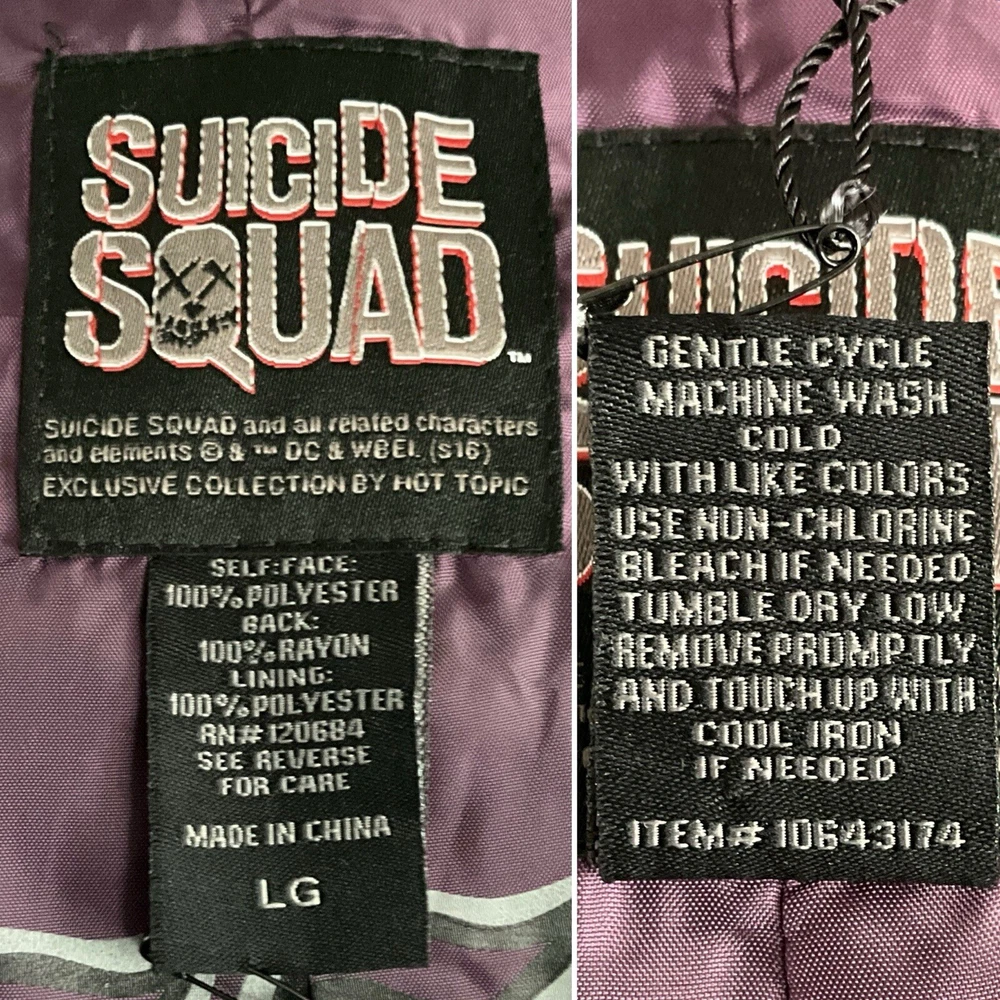 SUICIDE
SQUAD™
SUICIDE SQUAD and all related characters
and elements © & ™ DC & WBEI. (s16)
EXCLUSIVE COLLECTION BY HOT TOPIC
SELF:FACE:
100% POLYESTER
BACK:
100% RAYON
LINING:
100% POLYESTER
RN# 120684
SEE REVERSE
FOR CARE
MADE IN CHINA
LG
SUICIDE
GENTLE CYCLE
MACHINE WASH
COLD
WITH LIKE COLORS
USE NON-CHLORINE
BLEACH IF NEEDED
TUMBLE DRY LOW
REMOVE PROMPTLY
AND TOUCH UP WITH
COOL IRON
IF NEEDED
ITEM# 10643174